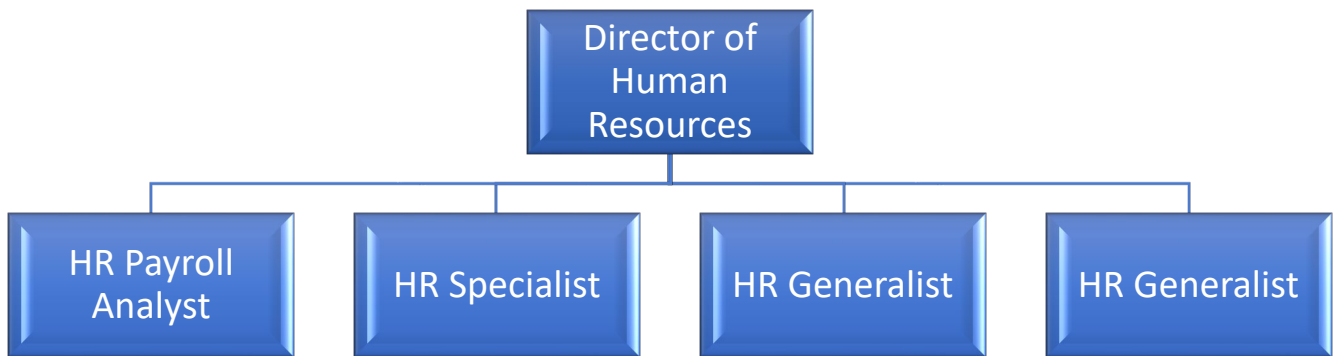 Director of
Human
Resources
HR Payroll
Analyst
HR Specialist
HR Generalist
HR Generalist